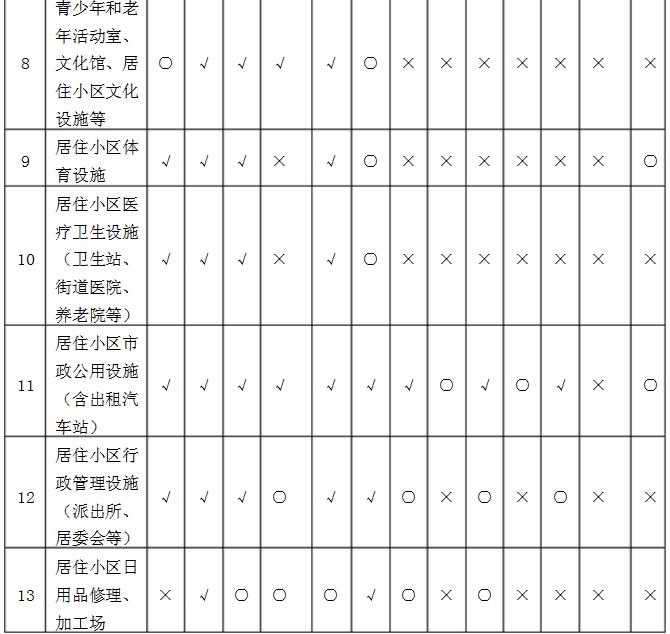 青少年和老
年活动室、
8 文化馆、居 ○ √ √ √ √ ○ × × × × × × ×
住小区文化
设施等
居住小区体
9 √ √ √ × √ ○ × × × × × × ○
育设施
居住小区医
疗卫生设施
10 （卫生站、 √ √ √ × √ ○ × × × × × × ×
街道医院、
养老院等）
居住小区市
11 政公用设施 √ √ √ √ √ √ √ ○ √ ○ √ × ○
（含出租汽
车站）
居住小区行
12 政管理设施 √ √ √ ○ √ √ ○ × ○ × ○ × ×
（派出所、
居委会等）
居住小区日
13 用品修理、 × √ ○ ○ ○ √ ○ × ○ × × × ×
加工场